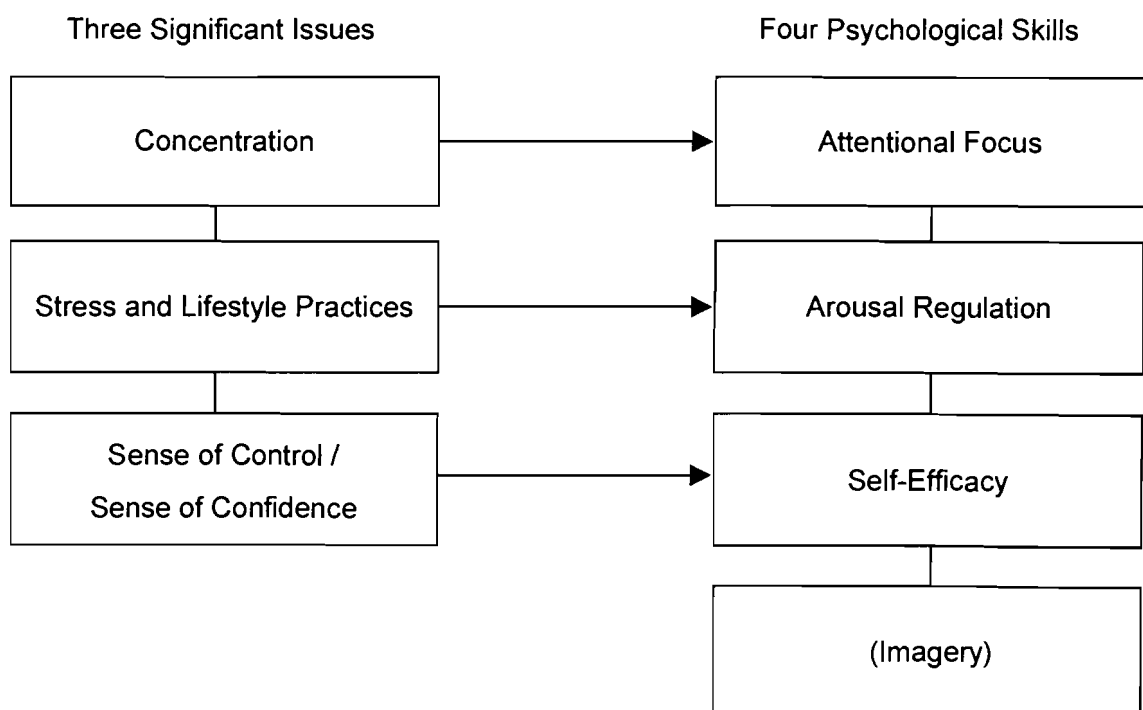 Three Significant Issues
Four Psychological Skills
Concentration
Attentional Focus
Stress and Lifestyle Practices
Arousal Regulation
Sense of Control /
Sense of Confidence
Self-Efficacy
(Imagery)